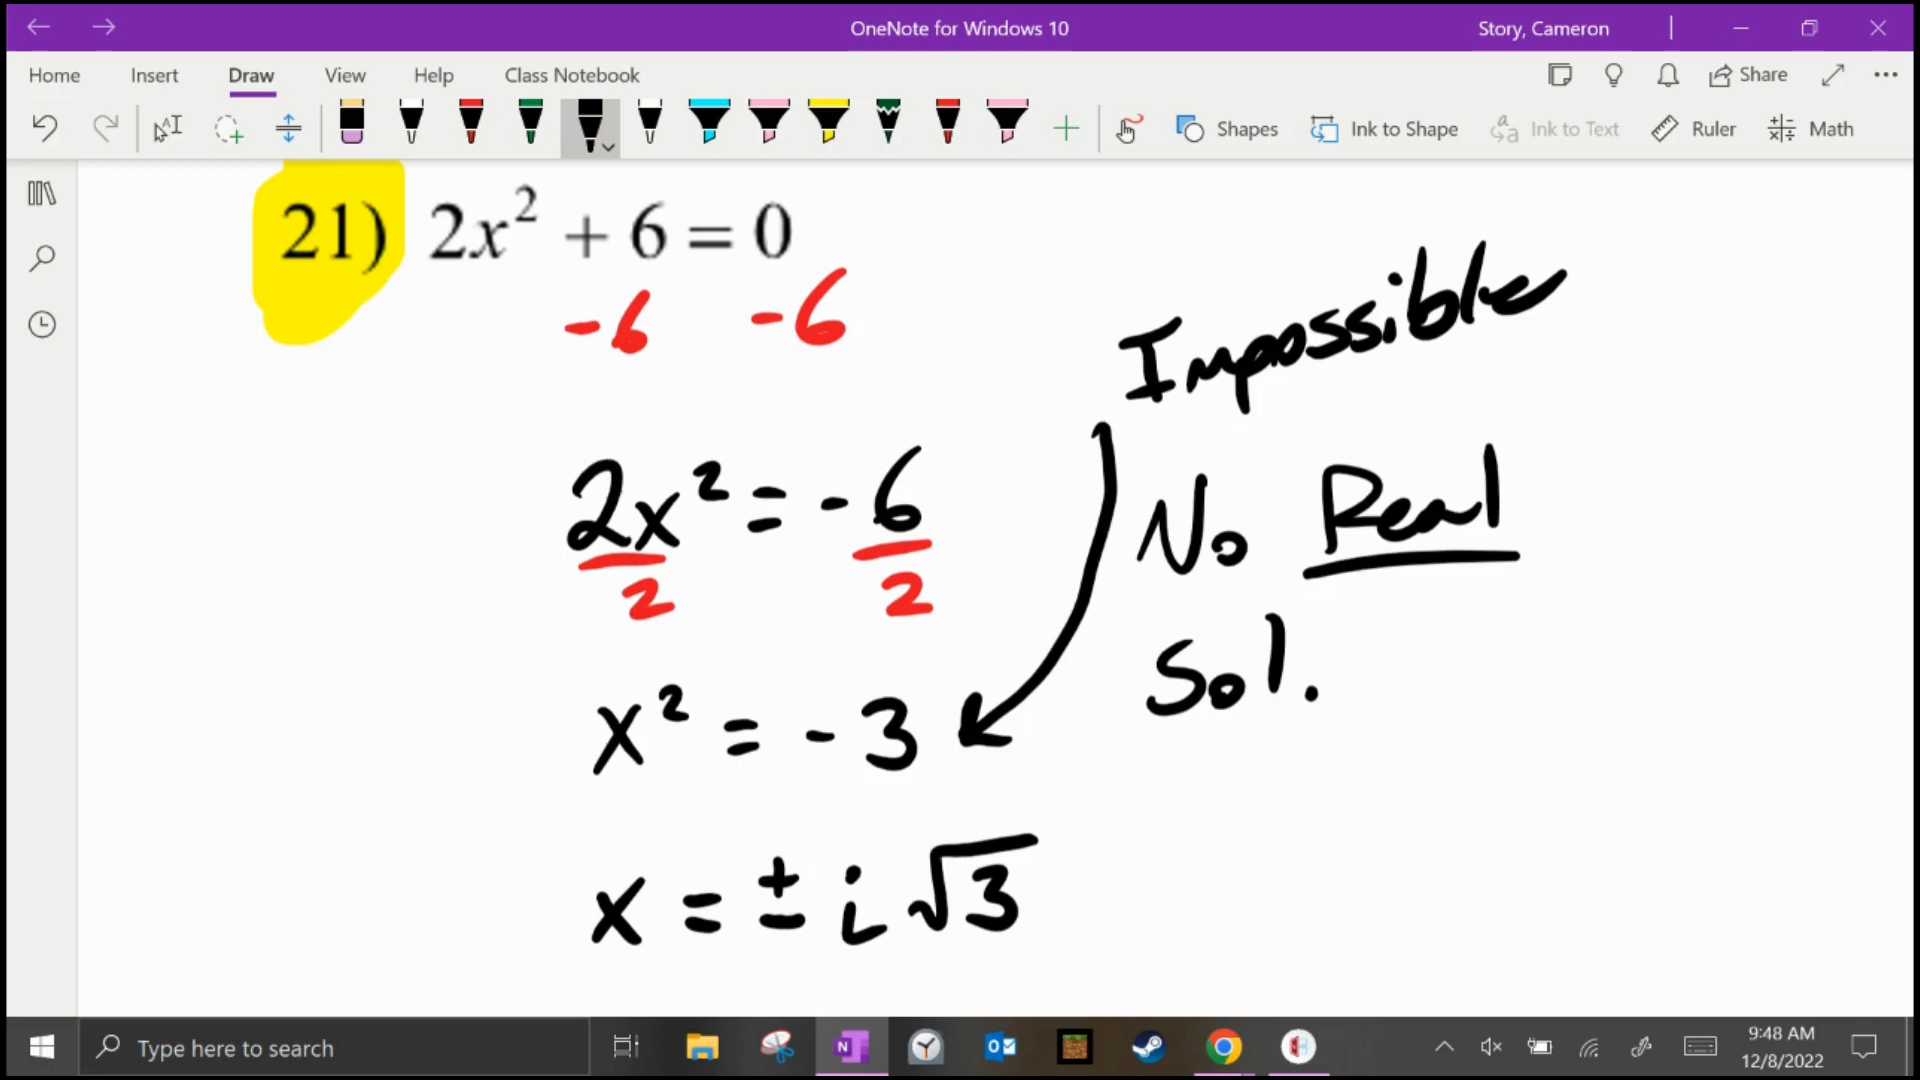 OneNote for Windows 10
Story, Cameron
Home Insert Draw View Help Class Notebook Share
Shapes Ink to Shape Ink to Text Ruler Math
21) 2x² + 6 = 0
-6 -6
Impossible
2x² = -6
2 2
No Real
Sol.
x² = -3
x = ± i √3
Type here to search
9:48 AM
12/8/2022